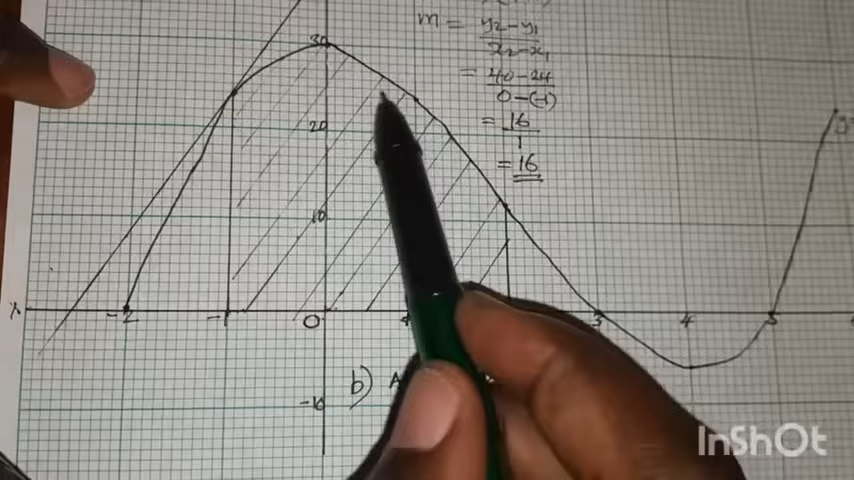 m = y2-y1
x2-x1
= 40-24
0-(-1)
= 16
1
= 16
30
20
10
X -2 -1 0 3 4 5
-10
b) A
InShOt